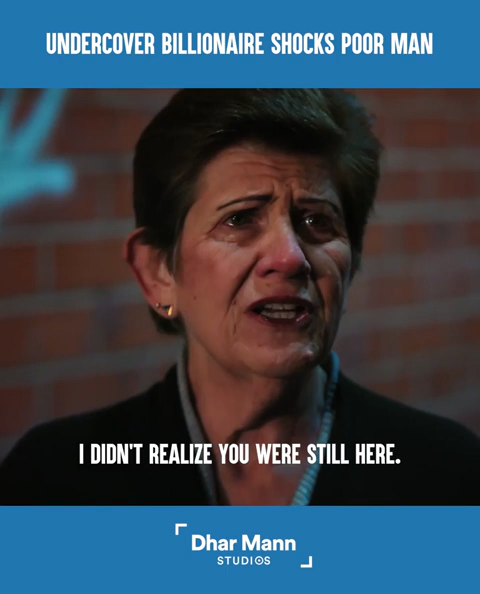 UNDERCOVER BILLIONAIRE SHOCKS POOR MAN
I DIDN'T REALIZE YOU WERE STILL HERE.
Dhar Mann
STUDIOS